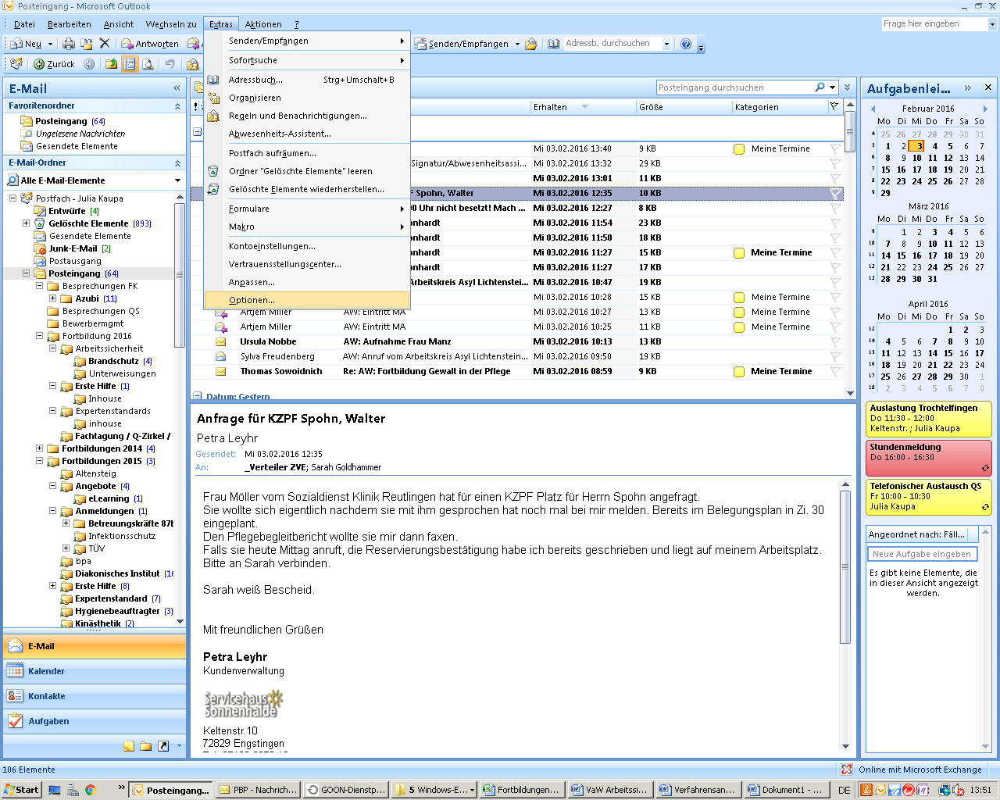 Posteingang - Microsoft Outlook
Datei Bearbeiten Ansicht Wechseln zu Extras Aktionen ?
Frage hier eingeben
Neu Antworten Senden/Empfangen Adressb. durchsuchen
Zurück
E-Mail
Favoritenordner
Posteingang (64)
Ungelesene Nachrichten
Gesendete Elemente
E-Mail-Ordner
Alle E-Mail-Elemente
Postfach - Julia Kaupa
Entwürfe [4]
Gelöschte Elemente (893)
Gesendete Elemente
Junk-E-Mail [2]
Postausgang
Posteingang (64)
Besprechungen FK
Azubi (11)
Besprechungen QS
Bewerbermgmt
Fortbildung 2016
Arbeitssicherheit
Brandschutz (4)
Unterweisungen
Erste Hilfe (1)
Inhouse
Expertenstandards
inhouse
Fachtagung / Q-Zirkel /
Fortbildungen 2014 (4)
Fortbildungen 2015 (3)
Altensteig
Angebote (4)
eLearning (1)
Anmeldungen (1)
Betreuungskräfte 87b
Infektionsschutz
TÜV
bpa
Diakonisches Institut (16
Erste Hilfe (8)
Expertenstandard (7)
Hygienebeauftragter (3)
Kinästhetik (2)
E-Mail
Kalender
Kontakte
Aufgaben
Senden/Empfangen
Sofortsuche
Adressbuch... Strg+Umschalt+B
Organisieren
Regeln und Benachrichtigungen...
Abwesenheits-Assistent...
Postfach aufräumen...
Ordner "Gelöschte Elemente" leeren
Gelöschte Elemente wiederherstellen...
Formulare
Makro
Kontoeinstellungen...
Vertrauensstellungscenter...
Anpassen...
Optionen...
Posteingang durchsuchen
Erhalten Größe Kategorien
Mi 03.02.2016 13:40 9 KB Meine Termine
Signatur/Abwesenheitsassi... Mi 03.02.2016 13:32 29 KB
Mi 03.02.2016 13:01 11 KB
F Spohn, Walter Mi 03.02.2016 12:35 10 KB
0 Uhr nicht besetzt! Mach ... Mi 03.02.2016 12:27 8 KB
onhardt Mi 03.02.2016 11:54 23 KB
onhardt Mi 03.02.2016 11:50 18 KB
onhardt Mi 03.02.2016 11:27 15 KB Meine Termine
onhardt Mi 03.02.2016 11:27 17 KB
Arbeitskreis Asyl Lichtenstei... Mi 03.02.2016 10:47 19 KB
Mi 03.02.2016 10:28 15 KB Meine Termine
Artjem Miller AW: Eintritt MA Mi 03.02.2016 10:27 13 KB Meine Termine
Artjem Miller AW: Eintritt MA Mi 03.02.2016 10:25 11 KB Meine Termine
Ursula Nobbe AW: Aufnahme Frau Manz Mi 03.02.2016 10:13 13 KB
Sylva Freudenberg AW: Anruf vom Arbeitskreis Asyl Lichtenstein... Mi 03.02.2016 09:50 19 KB
Thomas Sowoidnich Re: AW: Fortbildung Gewalt in der Pflege Mi 03.02.2016 08:59 9 KB Meine Termine
Datum: Gestern
Anfrage für KZPF Spohn, Walter
Petra Leyhr
Gesendet: Mi 03.02.2016 12:35
An: _Verteiler ZVE; Sarah Goldhammer
Frau Möller vom Sozialdienst Klinik Reutlingen hat für einen KZPF Platz für Herrn Spohn angefragt.
Sie wollte sich eigentlich nachdem sie mit ihm gesprochen hat noch mal bei mir melden. Bereits im Belegungsplan in Zi. 30
eingeplant.
Den Pflegebegleitbericht wollte sie mir dann faxen.
Falls sie heute Mittag anruft, die Reservierungsbestätigung habe ich bereits geschrieben und liegt auf meinem Arbeitsplatz.
Bitte an Sarah verbinden.
Sarah weiß Bescheid.
Mit freundlichen Grüßen
Petra Leyhr
Kundenverwaltung
Servicehaus
Sonnenhalde
Keltenstr.10
72829 Engstingen
Aufgabenlei...
Februar 2016
Mo Di Mi Do Fr Sa So
4 25 26 27 28 29 30 31
5 1 2 3 4 5 6 7
6 8 9 10 11 12 13 14
7 15 16 17 18 19 20 21
8 22 23 24 25 26 27 28
9 29
März 2016
Mo Di Mi Do Fr Sa So
9 1 2 3 4 5 6
10 7 8 9 10 11 12 13
11 14 15 16 17 18 19 20
12 21 22 23 24 25 26 27
13 28 29 30 31
April 2016
Mo Di Mi Do Fr Sa So
13 1 2 3
14 4 5 6 7 8 9 10
15 11 12 13 14 15 16 17
16 18 19 20 21 22 23 24
17 25 26 27 28 29 30 1
18 2 3 4 5 6 7 8
Auslastung Trochtelfingen
Do 11:30 - 12:00
Keltenstr. ; Julia Kaupa
Stundenmeldung
Do 16:00 - 16:30
Telefonischer Austausch QS
Fr 10:00 - 10:30
Julia Kaupa
Angeordnet nach: Fäll...
Neue Aufgabe eingeben
Es gibt keine Elemente, die
in dieser Ansicht angezeigt
werden.
106 Elemente
Online mit Microsoft Exchange
Start Posteingang... PBP - Nachrich... GOON-Dienstp... 5 Windows-E... Fortbildungen... VaW Arbeitssi... Verfahrensan... Dokument1 - ... DE 13:51